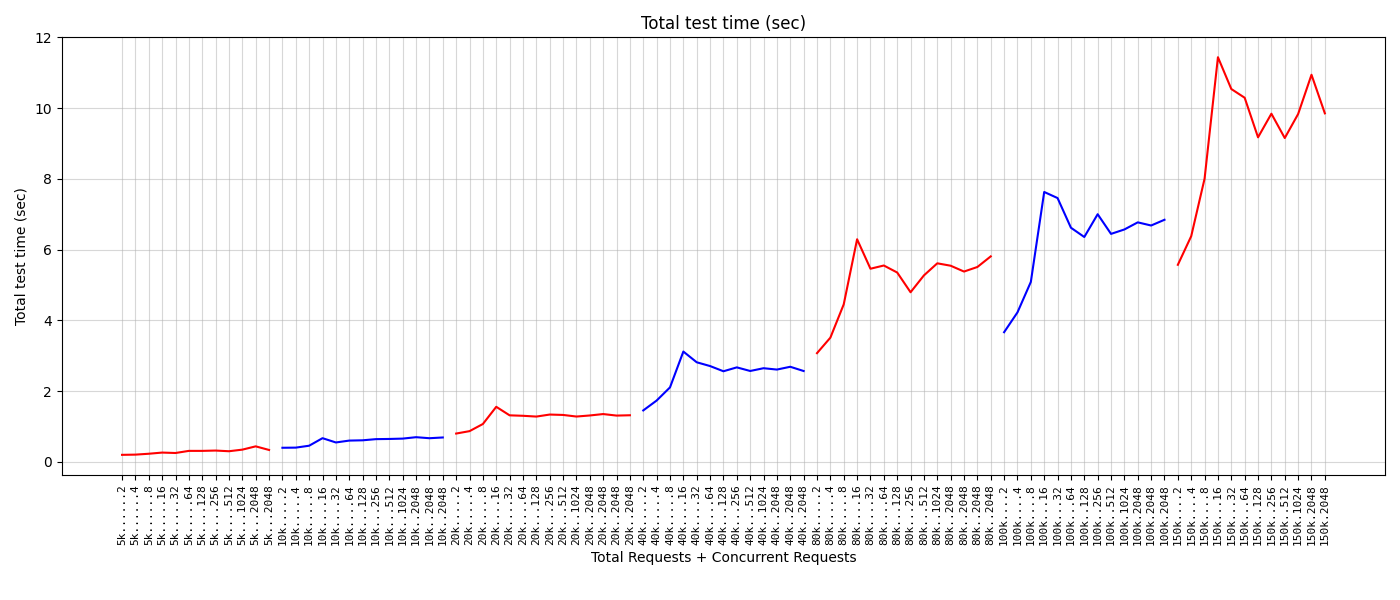 Total test time (sec)
Total test time (sec)
12
10
8
6
4
2
0
5k......2
5k......4
5k......8
5k.....16
5k.....32
5k.....64
5k....128
5k....256
5k....512
5k...1024
5k...2048
5k...2048
10k.....2
10k.....4
10k.....8
10k....16
10k....32
10k....64
10k...128
10k...256
10k...512
10k..1024
10k..2048
10k..2048
10k..2048
20k.....2
20k.....4
20k.....8
20k....16
20k....32
20k....64
20k...128
20k...256
20k...512
20k..1024
20k..2048
20k..2048
20k..2048
20k..2048
40k.....2
40k.....4
40k.....8
40k....16
40k....32
40k....64
40k...128
40k...256
40k...512
40k..1024
40k..2048
40k..2048
40k..2048
80k.....2
80k.....4
80k.....8
80k....16
80k....32
80k....64
80k...128
80k...256
80k...512
80k..1024
80k..2048
80k..2048
80k..2048
80k..2048
100k....2
100k....4
100k....8
100k...16
100k...32
100k...64
100k..128
100k..256
100k..512
100k.1024
100k.2048
100k.2048
100k.2048
150k....2
150k....4
150k....8
150k...16
150k...32
150k...64
150k..128
150k..256
150k..512
150k.1024
150k.2048
150k.2048
Total Requests + Concurrent Requests